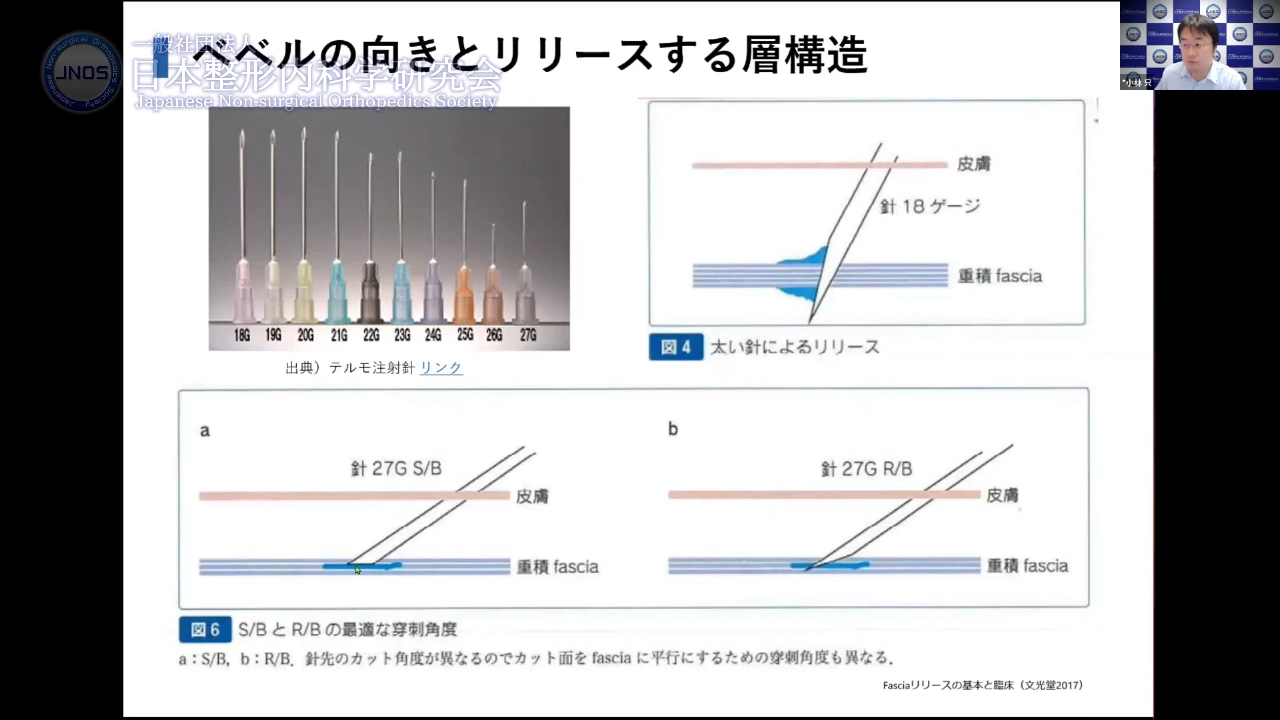 一般社団法人
日本整形内科学研究会
Japanese Non-surgical Orthopedics Society
JNOS
ベベルの向きとリリースする層構造
小林 只
18G 19G 20G 21G 22G 23G 24G 25G 26G 27G
出典）テルモ注射針 リンク
皮膚
針 18 ゲージ
重積 fascia
図 4 太い針によるリリース
a
針 27G S/B
皮膚
重積 fascia
b
針 27G R/B
皮膚
重積 fascia
図 6 S/B と R/B の最適な穿刺角度
a：S/B，b：R/B．針先のカット角度が異なるのでカット面を fascia に平行にするための穿刺角度も異なる．
Fasciaリリースの基本と臨床（文光堂2017）